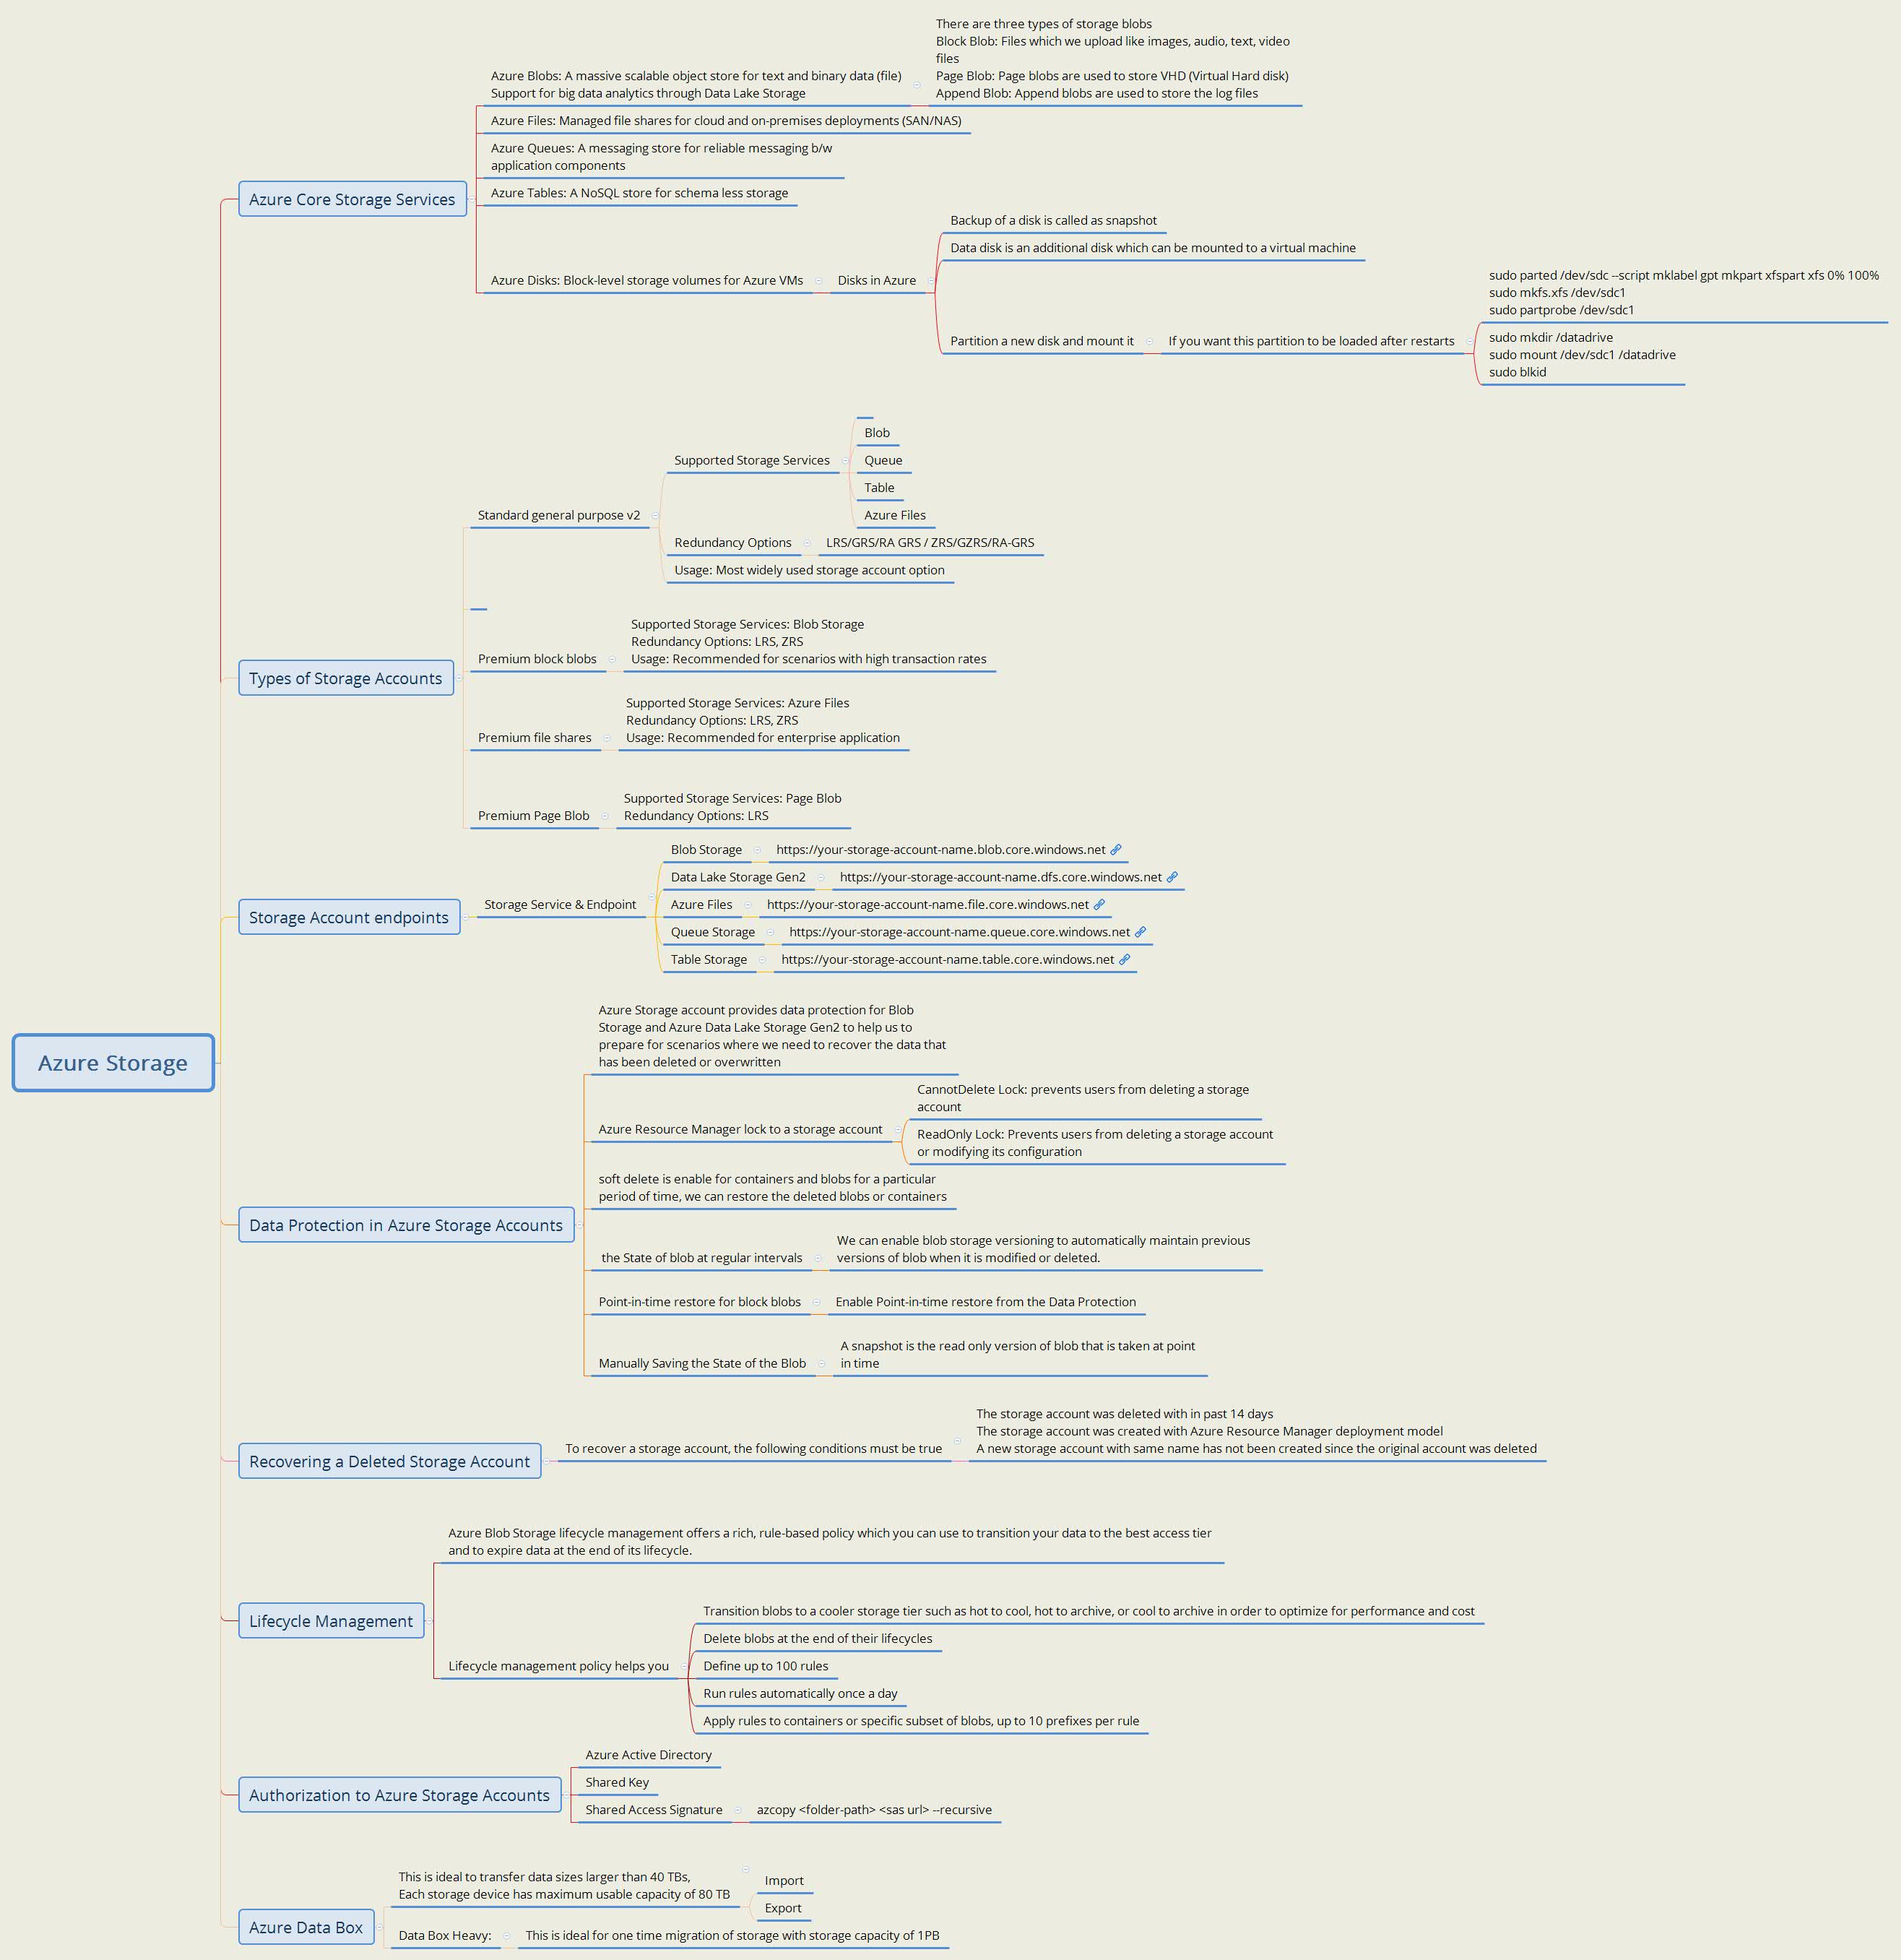 Azure Storage
Azure Core Storage Services
Azure Blobs: A massive scalable object store for text and binary data (file)
Support for big data analytics through Data Lake Storage
There are three types of storage blobs
Block Blob: Files which we upload like images, audio, text, video
files
Page Blob: Page blobs are used to store VHD (Virtual Hard disk)
Append Blob: Append blobs are used to store the log files
Azure Files: Managed file shares for cloud and on-premises deployments (SAN/NAS)
Azure Queues: A messaging store for reliable messaging b/w
application components
Azure Tables: A NoSQL store for schema less storage
Azure Disks: Block-level storage volumes for Azure VMs
Disks in Azure
Backup of a disk is called as snapshot
Data disk is an additional disk which can be mounted to a virtual machine
Partition a new disk and mount it
If you want this partition to be loaded after restarts
sudo parted /dev/sdc --script mklabel gpt mkpart xfspart xfs 0% 100%
sudo mkfs.xfs /dev/sdc1
sudo partprobe /dev/sdc1
sudo mkdir /datadrive
sudo mount /dev/sdc1 /datadrive
sudo blkid
Types of Storage Accounts
Standard general purpose v2
Supported Storage Services
Blob
Queue
Table
Azure Files
Redundancy Options
LRS/GRS/RA GRS / ZRS/GZRS/RA-GRS
Usage: Most widely used storage account option
Premium block blobs
Supported Storage Services: Blob Storage
Redundancy Options: LRS, ZRS
Usage: Recommended for scenarios with high transaction rates
Premium file shares
Supported Storage Services: Azure Files
Redundancy Options: LRS, ZRS
Usage: Recommended for enterprise application
Premium Page Blob
Supported Storage Services: Page Blob
Redundancy Options: LRS
Storage Account endpoints
Storage Service & Endpoint
Blob Storage
https://your-storage-account-name.blob.core.windows.net
Data Lake Storage Gen2
https://your-storage-account-name.dfs.core.windows.net
Azure Files
https://your-storage-account-name.file.core.windows.net
Queue Storage
https://your-storage-account-name.queue.core.windows.net
Table Storage
https://your-storage-account-name.table.core.windows.net
Data Protection in Azure Storage Accounts
Azure Storage account provides data protection for Blob
Storage and Azure Data Lake Storage Gen2 to help us to
prepare for scenarios where we need to recover the data that
has been deleted or overwritten
Azure Resource Manager lock to a storage account
CannotDelete Lock: prevents users from deleting a storage
account
ReadOnly Lock: Prevents users from deleting a storage account
or modifying its configuration
soft delete is enable for containers and blobs for a particular
period of time, we can restore the deleted blobs or containers
the State of blob at regular intervals
We can enable blob storage versioning to automatically maintain previous
versions of blob when it is modified or deleted.
Point-in-time restore for block blobs
Enable Point-in-time restore from the Data Protection
Manually Saving the State of the Blob
A snapshot is the read only version of blob that is taken at point
in time
Recovering a Deleted Storage Account
To recover a storage account, the following conditions must be true
The storage account was deleted with in past 14 days
The storage account was created with Azure Resource Manager deployment model
A new storage account with same name has not been created since the original account was deleted
Lifecycle Management
Azure Blob Storage lifecycle management offers a rich, rule-based policy which you can use to transition your data to the best access tier
and to expire data at the end of its lifecycle.
Lifecycle management policy helps you
Transition blobs to a cooler storage tier such as hot to cool, hot to archive, or cool to archive in order to optimize for performance and cost
Delete blobs at the end of their lifecycles
Define up to 100 rules
Run rules automatically once a day
Apply rules to containers or specific subset of blobs, up to 10 prefixes per rule
Authorization to Azure Storage Accounts
Azure Active Directory
Shared Key
Shared Access Signature
azcopy <folder-path> <sas url> --recursive
Azure Data Box
This is ideal to transfer data sizes larger than 40 TBs,
Each storage device has maximum usable capacity of 80 TB
Import
Export
Data Box Heavy:
This is ideal for one time migration of storage with storage capacity of 1PB